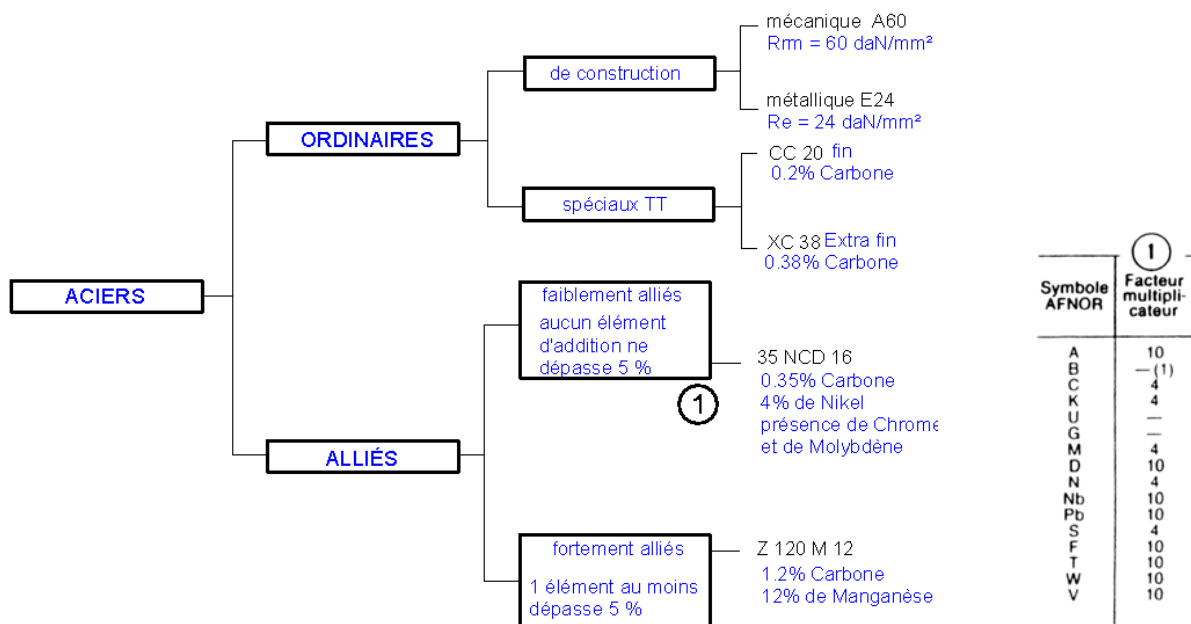 ACIERS
ORDINAIRES
de construction
mécanique A60
Rrm = 60 daN/mm²
métallique E24
Re = 24 daN/mm²
spéciaux TT
CC 20 fin
0.2% Carbone
XC 38 Extra fin
0.38% Carbone
ALLIÉS
faiblement alliés
aucun élément
d'addition ne
dépasse 5 %
1
35 NCD 16
0.35% Carbone
4% de Nikel
présence de Chrome
et de Molybdène
fortement alliés
1 élément au moins
dépasse 5 %
Z 120 M 12
1.2% Carbone
12% de Manganèse
1
Symbole
AFNOR
Facteur
multipli-
cateur
A 10
B —(1)
C 4
K 4
U —
G —
M 4
D 10
N 4
Nb 10
Pb 10
S 4
F 10
T 10
W 10
V 10